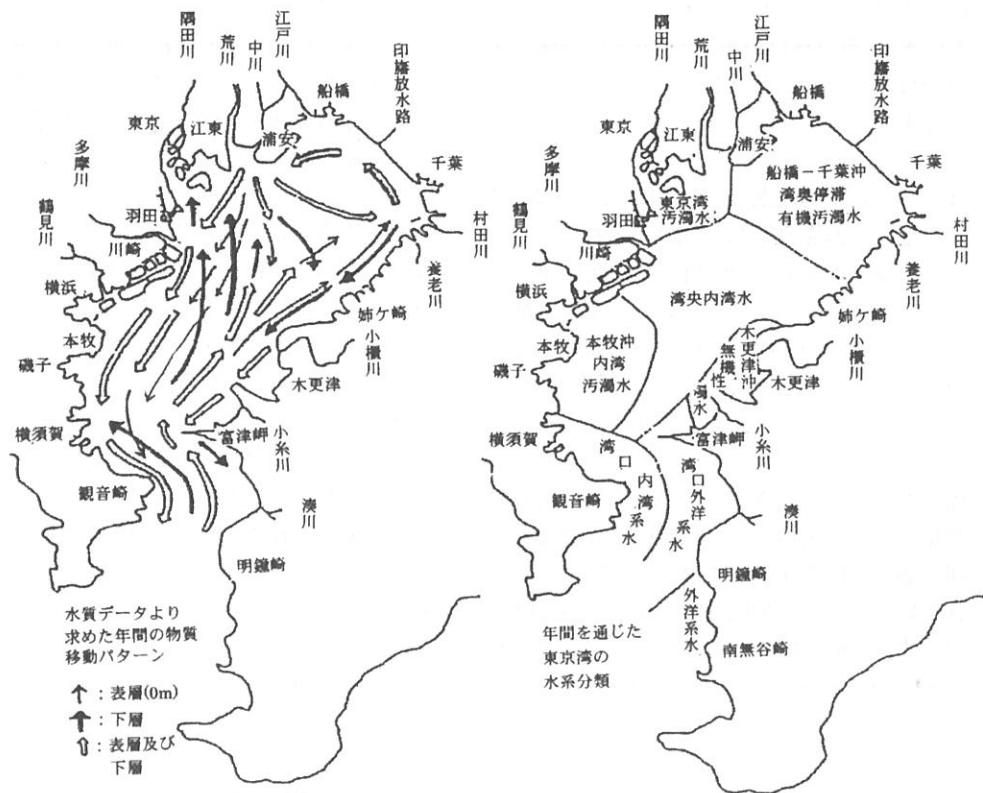 隅田川
荒川
中川
江戸川
船橋
印旛放水路
東京
江東
浦安
多摩川
千葉
鶴見川
羽田
川崎
村田川
養老川
横浜
姉ケ崎
本牧
小櫃川
磯子
木更津
横須賀
富津岬
小糸川
観音崎
湊川
明鐘崎
水質データより
求めた年間の物質
移動パターン
:表層(0m)
:下層
:表層及び
下層
隅田川
荒川
中川
江戸川
船橋
印旛放水路
東京
江東
浦安
多摩川
千葉
船橋-千葉沖
湾奥停滞
有機汚濁水
東京湾
汚濁水
鶴見川
羽田
川崎
村田川
養老川
横浜
湾央内湾水
姉ケ崎
本牧
本牧沖
内湾
汚濁水
木更津沖
無機性
濁水
小櫃川
磯子
木更津
横須賀
富津岬
小糸川
湾口内湾系水
湾口外洋系水
観音崎
湊川
明鐘崎
外洋系水
年間を通じた
東京湾の
水系分類
南無谷崎